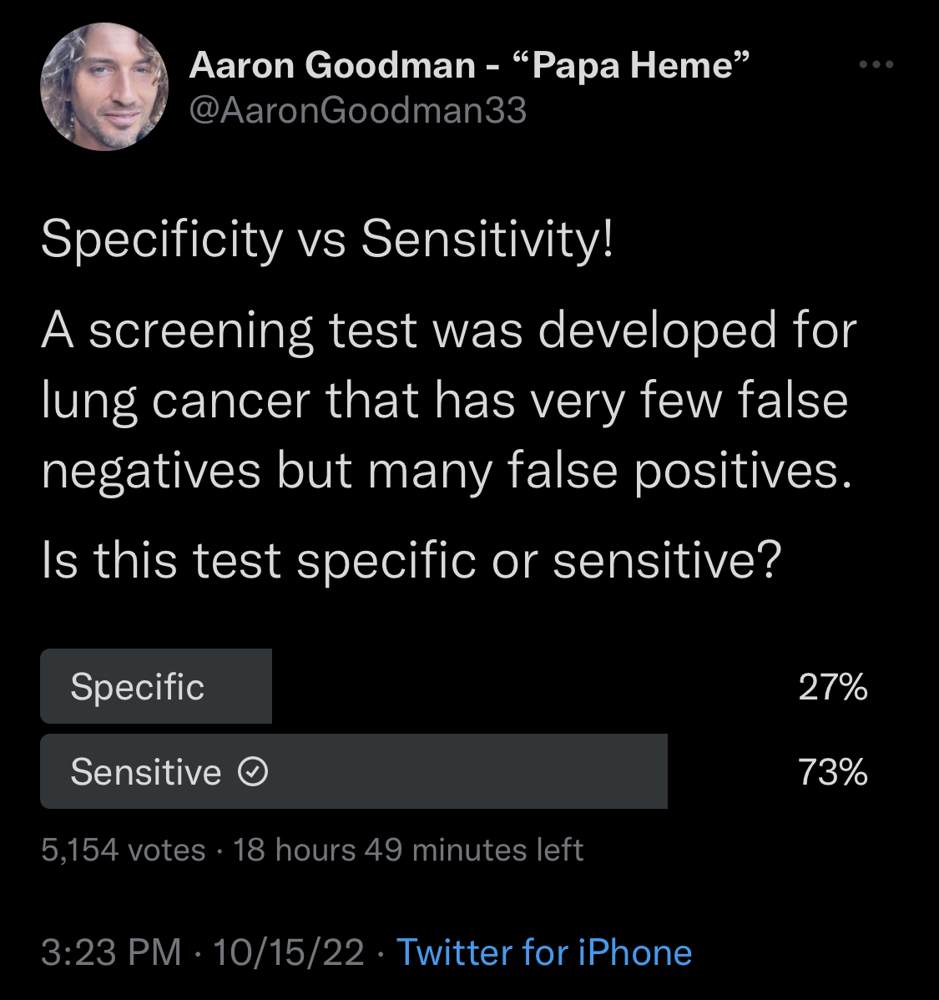 Aaron Goodman - “Papa Heme”
@AaronGoodman33
Specificity vs Sensitivity!
A screening test was developed for
lung cancer that has very few false
negatives but many false positives.
Is this test specific or sensitive?
Specific 27%
Sensitive 73%
5,154 votes · 18 hours 49 minutes left
3:23 PM · 10/15/22 · Twitter for iPhone